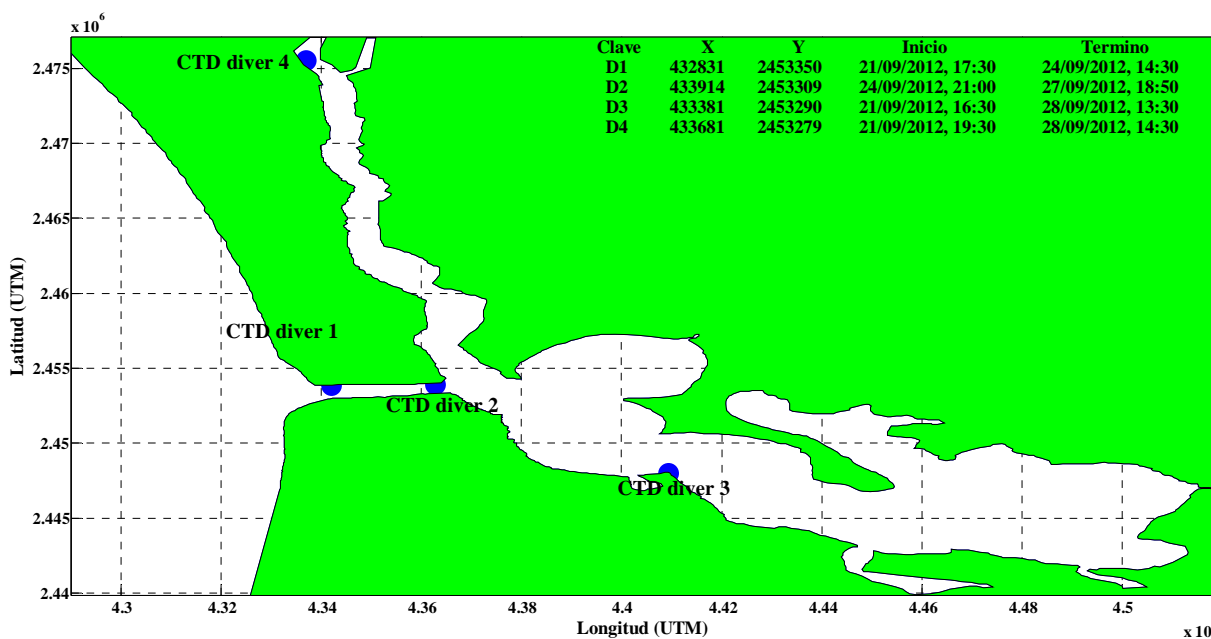 x 10⁶
Clave X Y Inicio Termino
D1 432831 2453350 21/09/2012, 17:30 24/09/2012, 14:30
D2 433914 2453309 24/09/2012, 21:00 27/09/2012, 18:50
D3 433381 2453290 21/09/2012, 16:30 28/09/2012, 13:30
D4 433681 2453279 21/09/2012, 19:30 28/09/2012, 14:30
CTD diver 4
2.475
2.47
2.465
2.46
CTD diver 1
2.455
CTD diver 2
2.45
CTD diver 3
2.445
2.44
Latitud (UTM)
4.3 4.32 4.34 4.36 4.38 4.4 4.42 4.44 4.46 4.48 4.5
Longitud (UTM)
x 10